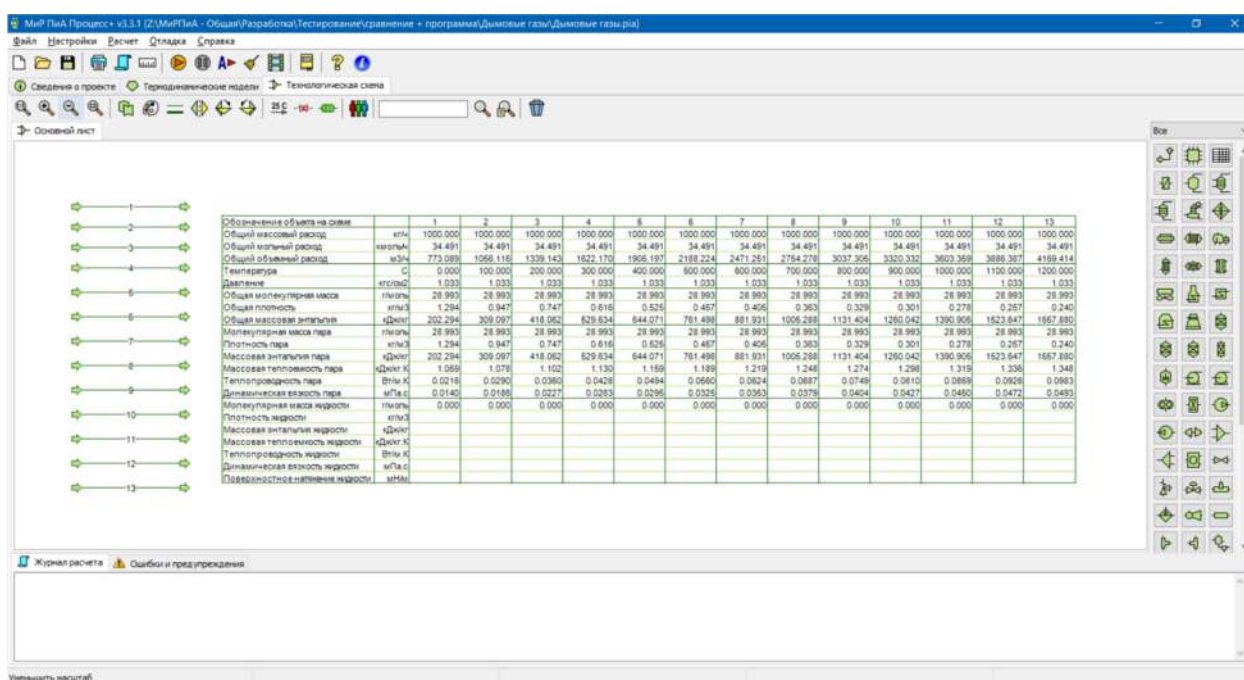 МиР ПиА Процесс+ v3.3.1 [Z:\МиРПиА - Общая\Разработка\Тестирование\сравнение + программа\Дымовые газы\Дымовые газы.pia]
Файл Настройки Расчет Отладка Справка
Сведения о проекте Термодинамические модели Технологическая схема
25 C
Основной лист
Все
1
2
3
4
5
6
7
8
9
10
11
12
13
Обозначение объекта на схеме 1 2 3 4 5 6 7 8 9 10 11 12 13
Общий массовый расход кг/ч 1000.000 1000.000 1000.000 1000.000 1000.000 1000.000 1000.000 1000.000 1000.000 1000.000 1000.000 1000.000 1000.000
Общий мольный расход кмоль/ч 34.491 34.491 34.491 34.491 34.491 34.491 34.491 34.491 34.491 34.491 34.491 34.491 34.491
Общий объемный расход м3/ч 773.089 1056.116 1339.143 1622.170 1905.197 2188.224 2471.251 2754.278 3037.305 3320.332 3603.359 3886.387 4169.414
Температура C 0.000 100.000 200.000 300.000 400.000 500.000 600.000 700.000 800.000 900.000 1000.000 1100.000 1200.000
Давление кгс/см2 1.033 1.033 1.033 1.033 1.033 1.033 1.033 1.033 1.033 1.033 1.033 1.033 1.033
Общая молекулярная масса г/моль 28.993 28.993 28.993 28.993 28.993 28.993 28.993 28.993 28.993 28.993 28.993 28.993 28.993
Общая плотность кг/м3 1.294 0.947 0.747 0.616 0.525 0.457 0.405 0.363 0.329 0.301 0.278 0.257 0.240
Общая массовая энтальпия кДж/кг 202.294 309.097 418.062 529.634 644.071 761.498 881.931 1005.288 1131.404 1260.042 1390.905 1523.647 1657.880
Молекулярная масса пара г/моль 28.993 28.993 28.993 28.993 28.993 28.993 28.993 28.993 28.993 28.993 28.993 28.993 28.993
Плотность пара кг/м3 1.294 0.947 0.747 0.616 0.525 0.457 0.405 0.363 0.329 0.301 0.278 0.257 0.240
Массовая энтальпия пара кДж/кг 202.294 309.097 418.062 529.634 644.071 761.498 881.931 1005.288 1131.404 1260.042 1390.905 1523.647 1657.880
Массовая теплоемкость пара кДж/кг.К 1.059 1.078 1.102 1.130 1.159 1.189 1.219 1.248 1.274 1.298 1.319 1.336 1.348
Теплопроводность пара Вт/м.К 0.0218 0.0290 0.0360 0.0428 0.0494 0.0560 0.0624 0.0687 0.0749 0.0810 0.0869 0.0926 0.0983
Динамическая вязкость пара мПа.с 0.0140 0.0186 0.0227 0.0263 0.0296 0.0325 0.0353 0.0379 0.0404 0.0427 0.0450 0.0472 0.0493
Молекулярная масса жидкости г/моль 0.000 0.000 0.000 0.000 0.000 0.000 0.000 0.000 0.000 0.000 0.000 0.000 0.000
Плотность жидкости кг/м3
Массовая энтальпия жидкости кДж/кг
Массовая теплоемкость жидкости кДж/кг.К
Теплопроводность жидкости Вт/м.К
Динамическая вязкость жидкости мПа.с
Поверхностное натяжение жидкости мН/м
Журнал расчета Ошибки и предупреждения
Уменьшить масштаб